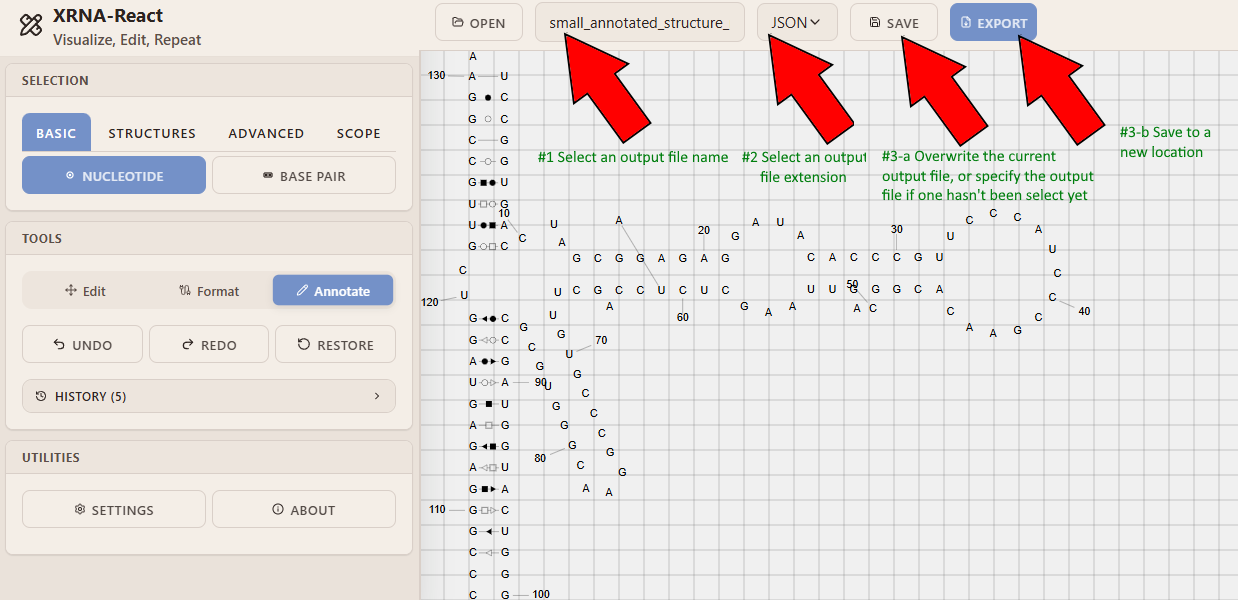 XRNA-React
Visualize, Edit, Repeat
OPEN
small_annotated_structure_
JSON
SAVE
EXPORT
SELECTION
BASIC STRUCTURES ADVANCED SCOPE
NUCLEOTIDE BASE PAIR
TOOLS
Edit Format Annotate
UNDO REDO RESTORE
HISTORY (5)
UTILITIES
SETTINGS ABOUT
#1 Select an output file name
#2 Select an output
file extension
#3-a Overwrite the current
output file, or specify the output
file if one hasn't been select yet
#3-b Save to a
new location
A
130 A U
G C
G C
C G
C G
G U
U G
10
U A
G C
C
U
120
G C
G C
A G
U A 90
G U
A G
G G
A U
G A
110 G C
G U
C G
C G
C G 100
C U A
G C G G A G A G
A
20
G A U A
C A C C C G U
30
U C C C A U C C
40
C G A A C
U U G G G C A
50
A C
A A G
U C G C C U C U C
60
A
U G U
70
G C C C G G A A
C G G G U
80
G C G